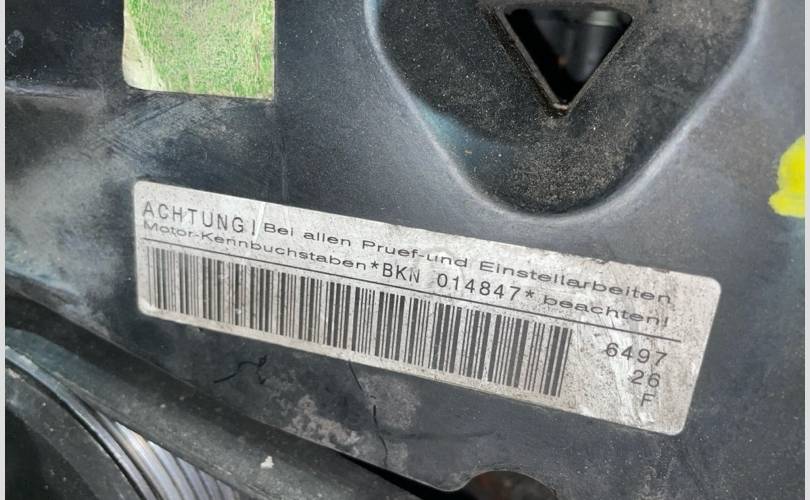 ACHTUNG! Bei allen Pruef-und Einstellarbeiten
Motor-Kennbuchstaben *BKN 014847* beachten!
6497
26
F